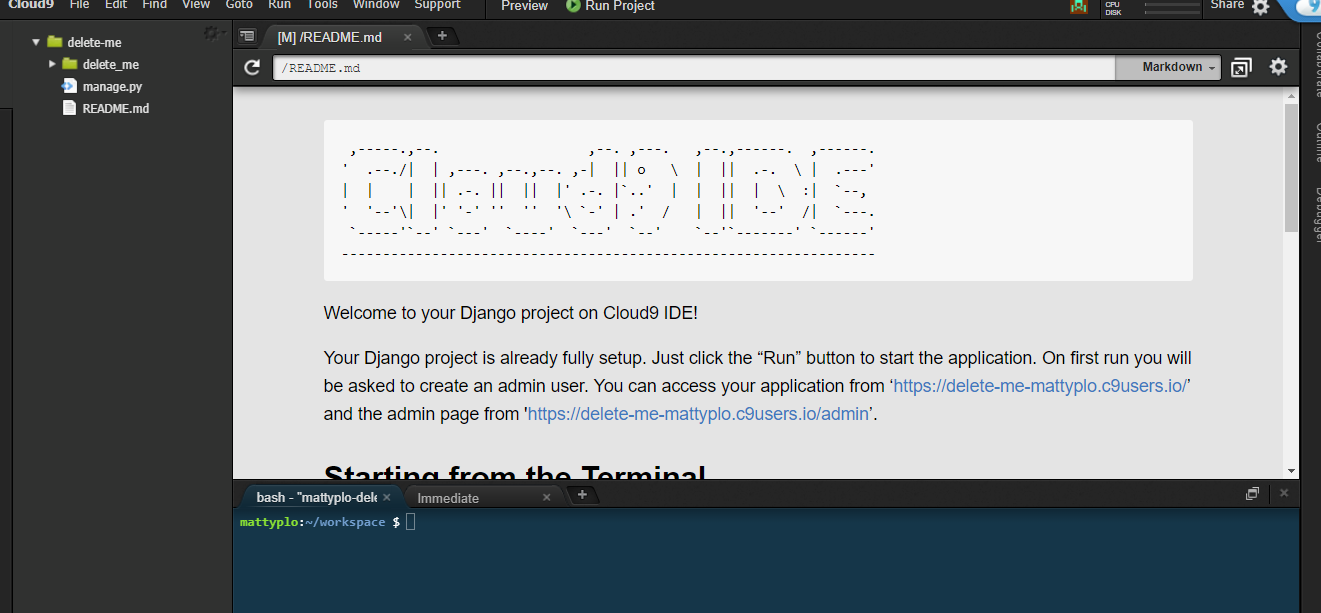 Cloud9 File Edit Find View Goto Run Tools Window Support Preview Run Project CPU DISK Share
delete-me
delete_me
manage.py
README.md
[M] /README.md
/README.md
Markdown
Cloud9 IDE
Welcome to your Django project on Cloud9 IDE!
Your Django project is already fully setup. Just click the “Run” button to start the application. On first run you will
be asked to create an admin user. You can access your application from ‘https://delete-me-mattyplo.c9users.io/’
and the admin page from 'https://delete-me-mattyplo.c9users.io/admin’.
Starting from the Terminal
bash - "mattyplo-dele
Immediate
mattyplo:~/workspace $
Collaborate
Outline
Debugger